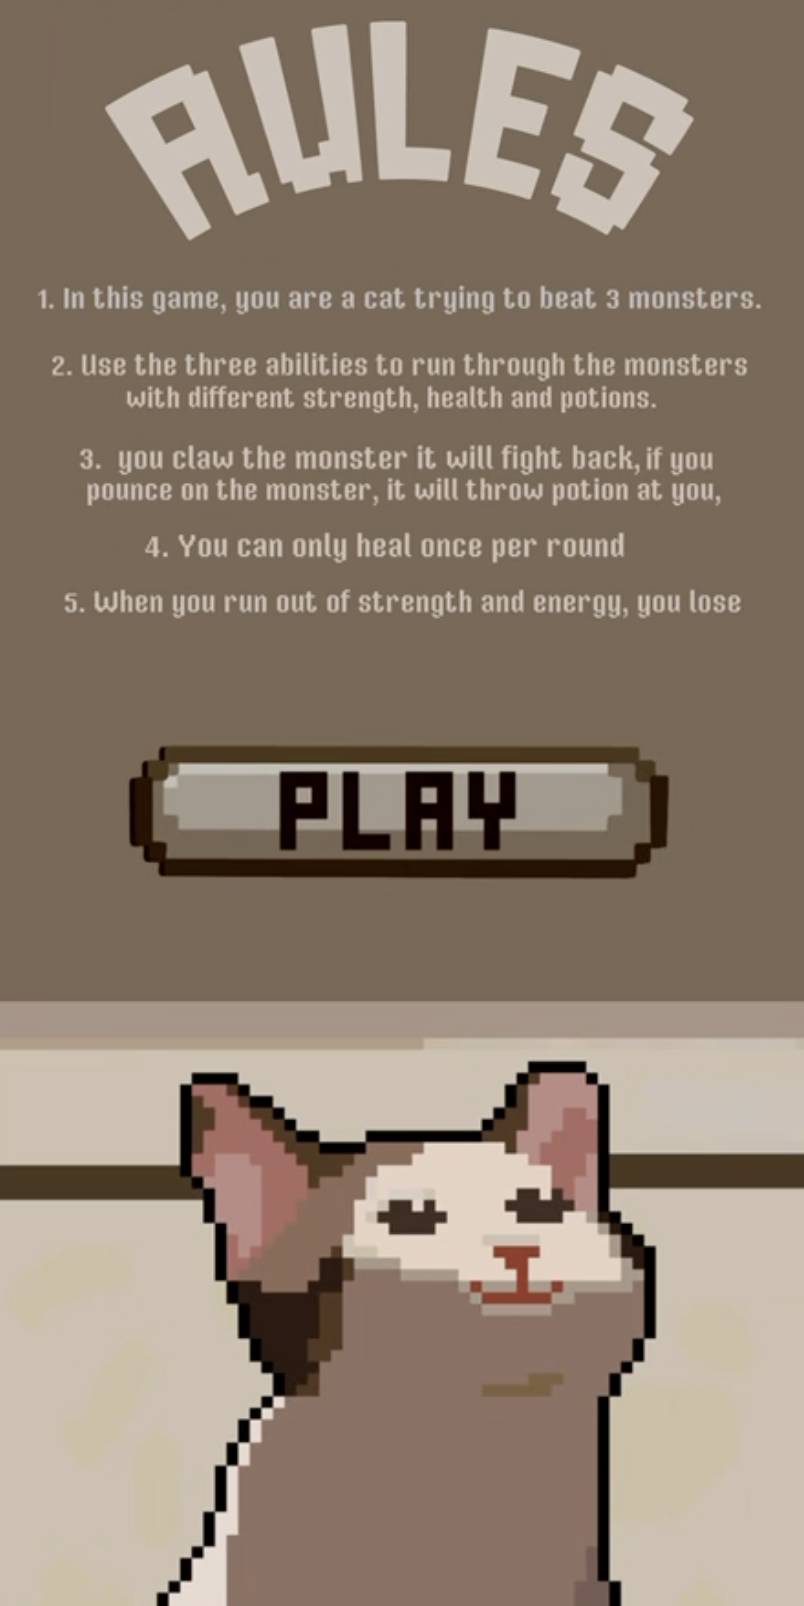 RULES
1. In this game, you are a cat trying to beat 3 monsters.
2. Use the three abilities to run through the monsters
with different strength, health and potions.
3. you claw the monster it will fight back, if you
pounce on the monster, it will throw potion at you,
4. You can only heal once per round
5. When you run out of strength and energy, you lose
PLAY